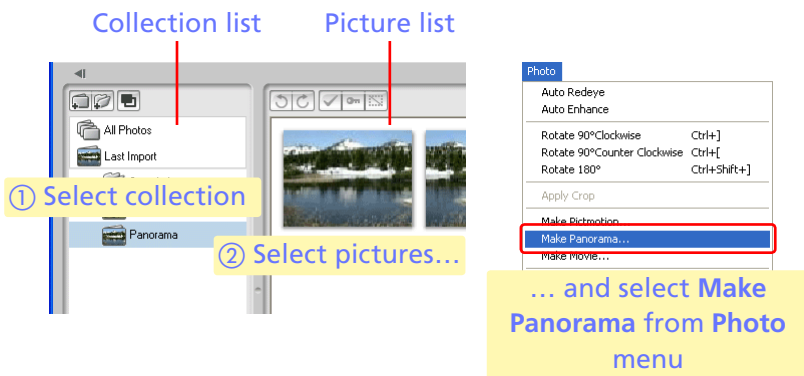 Collection list
Picture list
All Photos
Last Import
① Select collection
Panorama
② Select pictures...
Photo
Auto Redeye
Auto Enhance
Rotate 90°Clockwise Ctrl+]
Rotate 90°Counter Clockwise Ctrl+[
Rotate 180° Ctrl+Shift+]
Apply Crop
Make Pictmotion
Make Panorama...
Make Movie...
... and select Make
Panorama from Photo
menu